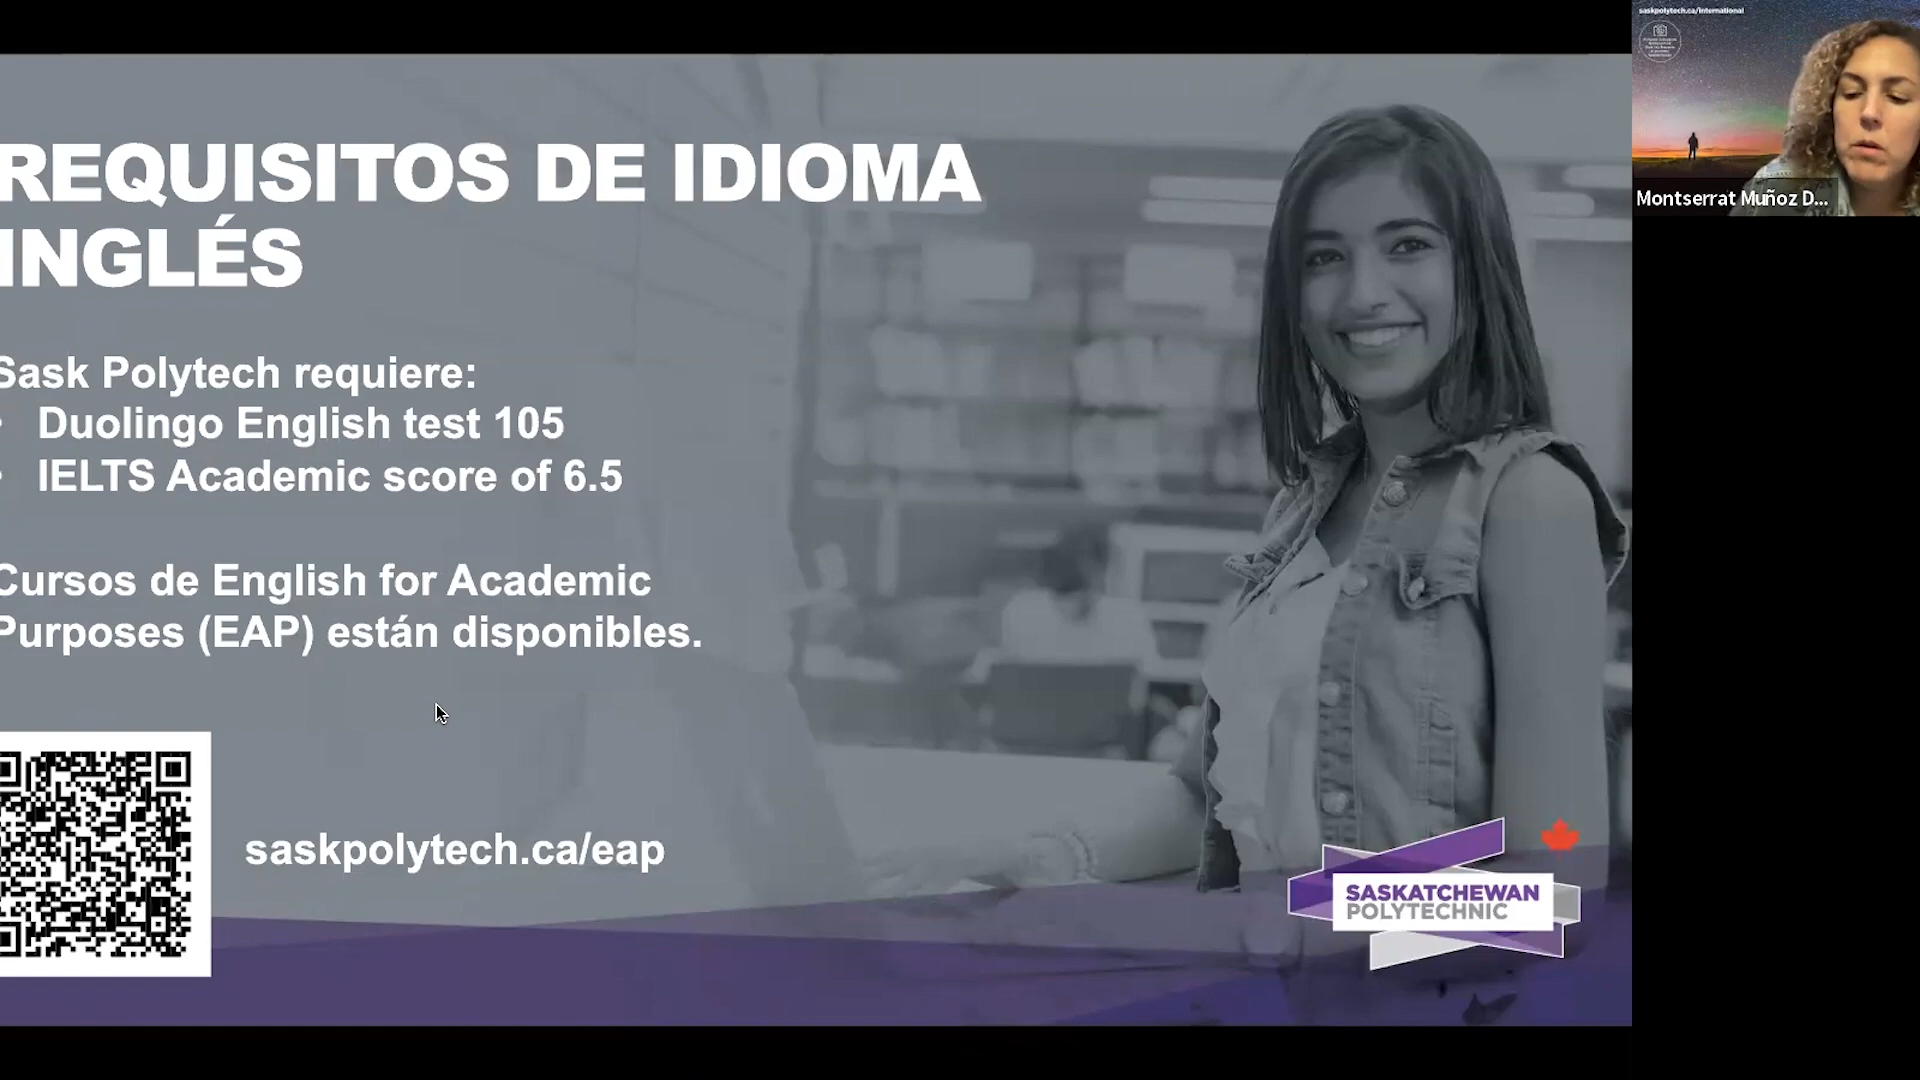 saskpolytech.ca/international
REQUISITOS DE IDIOMA
INGLÉS
Sask Polytech requiere:
• Duolingo English test 105
• IELTS Academic score of 6.5
Cursos de English for Academic
Purposes (EAP) están disponibles.
saskpolytech.ca/eap
SASKATCHEWAN
POLYTECHNIC
Montserrat Muñoz D...